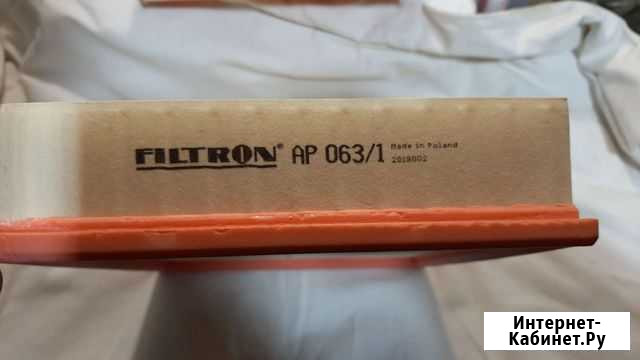 FILTRON® AP 063/1 Made in Poland
2018002
Интернет-
Кабинет.Ру